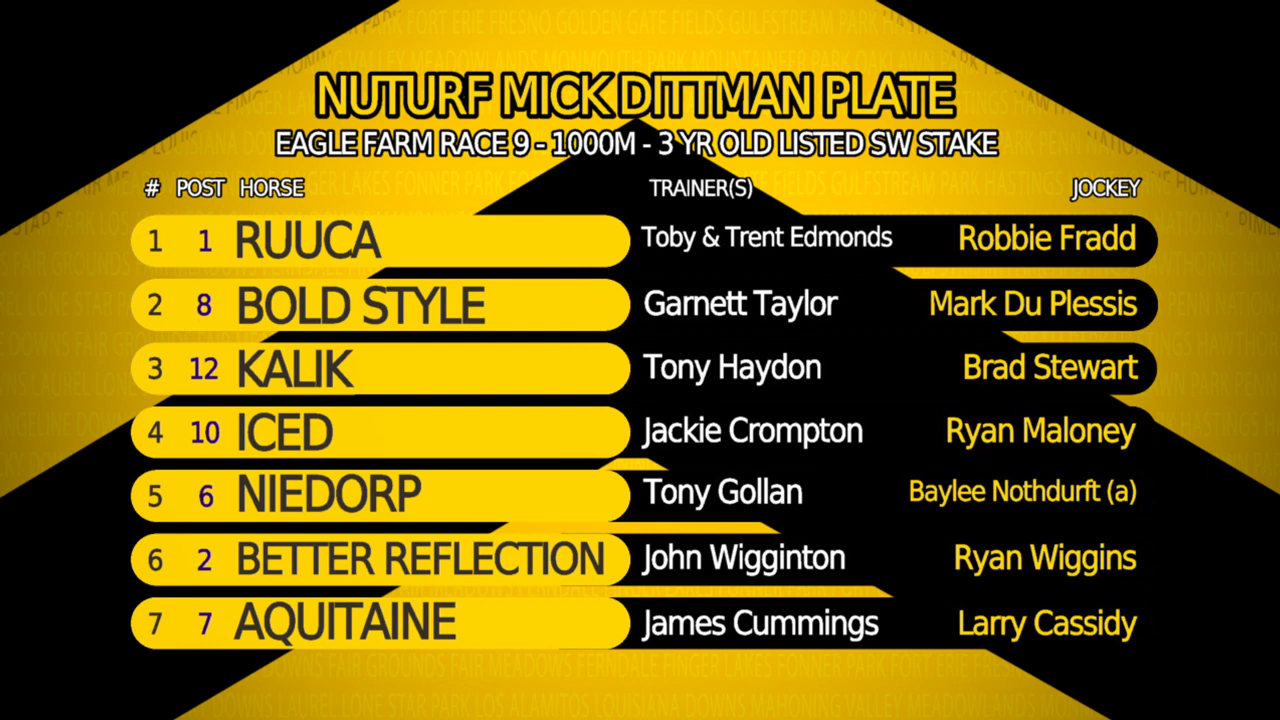 NUTURF MICK DITTMAN PLATE
EAGLE FARM RACE 9 - 1000M - 3 YR OLD LISTED SW STAKE
# POST HORSE TRAINER(S) JOCKEY
1 1 RUUCA Toby & Trent Edmonds Robbie Fradd
2 8 BOLD STYLE Garnett Taylor Mark Du Plessis
3 12 KALIK Tony Haydon Brad Stewart
4 10 ICED Jackie Crompton Ryan Maloney
5 6 NIEDORP Tony Gollan Baylee Nothdurft (a)
6 2 BETTER REFLECTION John Wigginton Ryan Wiggins
7 7 AQUITAINE James Cummings Larry Cassidy